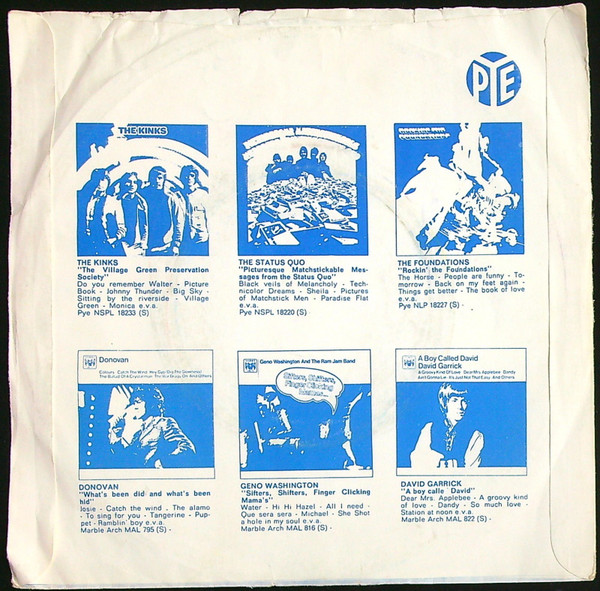 PYE
THE KINKS
THE KINKS
"The Village Green Preservation
Society"
Do you remember Walter - Picture
Book - Johnny Thunder - Big Sky -
Sitting by the riverside - Village
Green - Monica e.v.a.
Pye NSPL 18233 (S) -
THE STATUS QUO
"Picturesque Matchstickable Mes-
sages from the Status Quo"
Black veils of Melancholy - Tech-
nicolor Dreams - Sheila - Pictures
of Matchstick Men - Paradise Flat
e.v.a.
Pye NSPL 18220 (S) -
THE FOUNDATIONS
"Rockin' the Foundations"
The Horse - People are funny - To-
morrow - Back on my feet again -
Things get better - The book of love
e.v.a.
Pye NLP 18227 (S) -
Donovan
DONOVAN
"What's been did and what's been
hid"
Josie - Catch the wind . The alamo
- To sing for you - Tangerine - Pup-
pet - Ramblin' boy e.v.a.
Marble Arch MAL 795 (S) -
Geno Washington And The Ram Jam Band
Sifters, Shifters,
Finger Clicking
Mamas...
GENO WASHINGTON
"Sifters, Shifters, Finger Clicking
Mama's"
Water - Hi Hi Hazel - All I need -
Que sera sera - Michael - She Shot
a hole in my soul e.v.a.
Marble Arch MAL 816 (S) -
A Boy Called David
David Garrick
DAVID GARRICK
"A boy calle David"
Dear Mrs. Applebee - A groovy kind
of love - Dandy - So much love -
Station at noon e.v.a.
Marble Arch MAL 822 (S) -